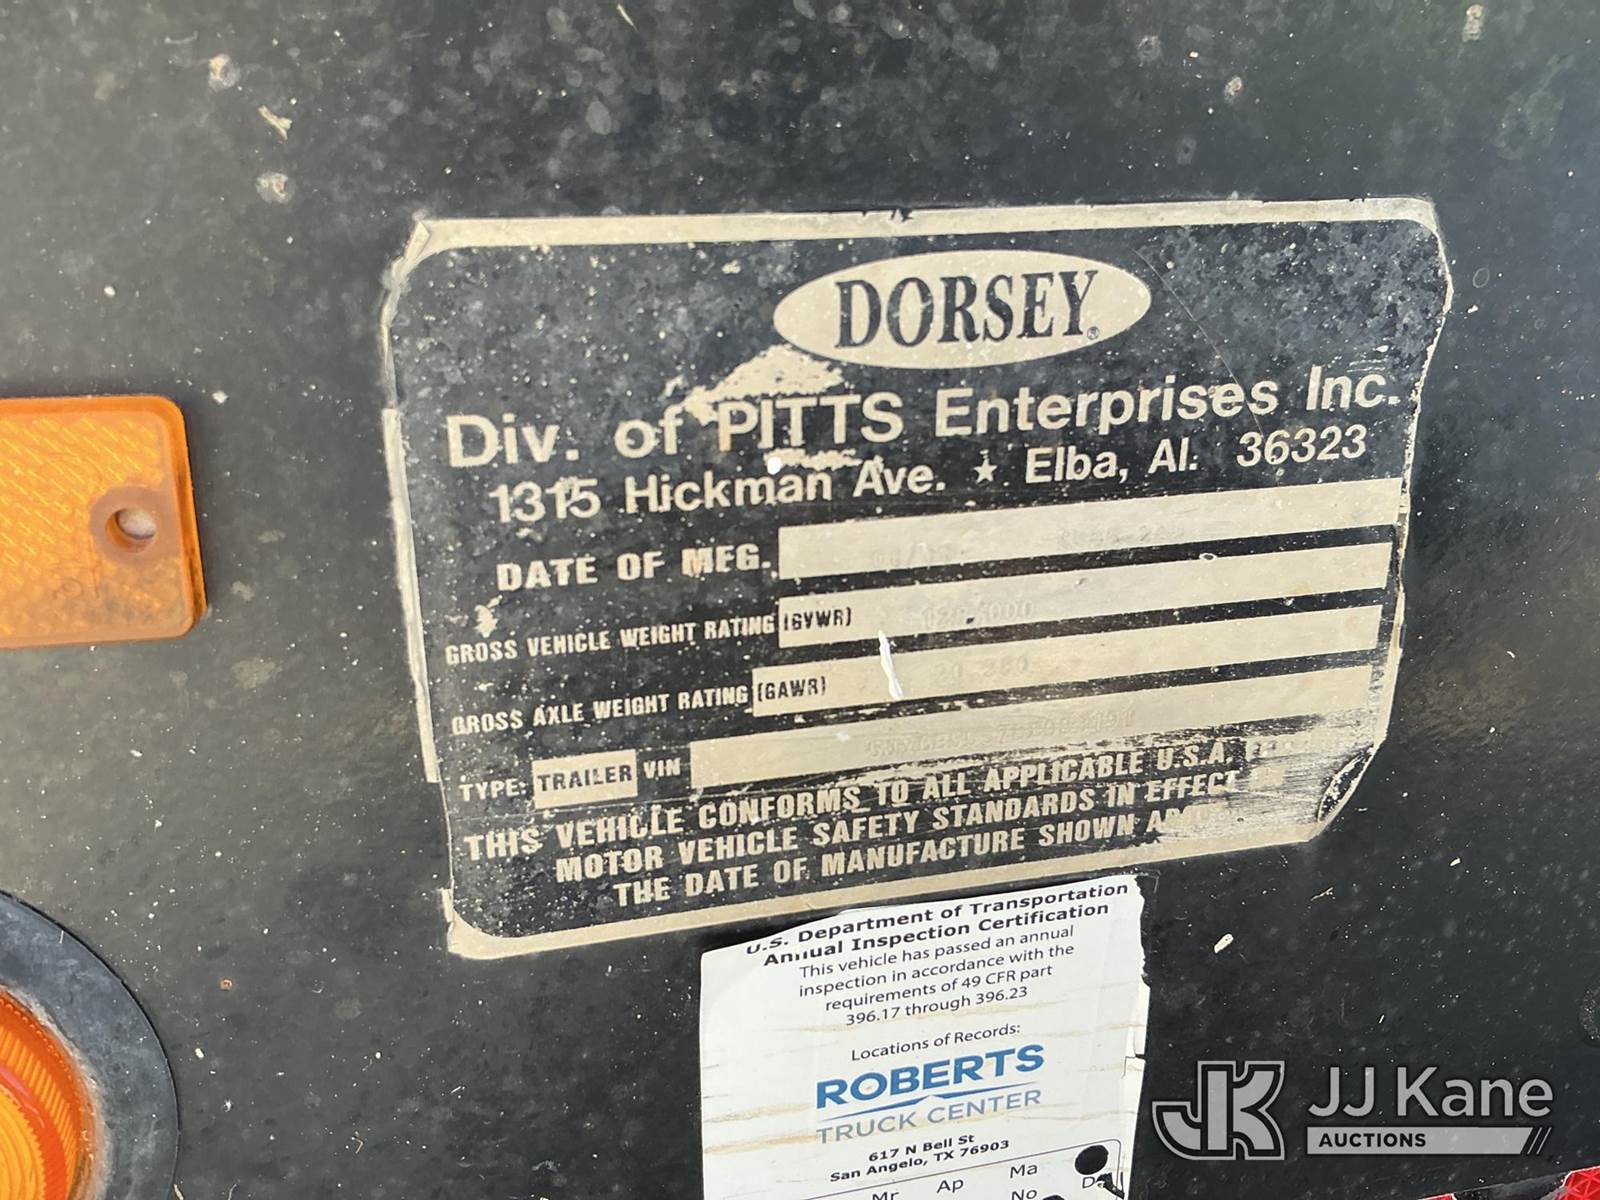 DORSEY®
Div. of PITTS Enterprises Inc.
1315 Hickman Ave. ★ Elba, Al. 36323
DATE OF MFG.
GROSS VEHICLE WEIGHT RATING (GVWR)
GROSS AXLE WEIGHT RATING (GAWR)
TYPE: TRAILER VIN
THIS VEHICLE CONFORMS TO ALL APPLICABLE U.S.A.
MOTOR VEHICLE SAFETY STANDARDS IN EFFECT ON
THE DATE OF MANUFACTURE SHOWN ABOVE
U.S. Department of Transportation
Annual Inspection Certification
This vehicle has passed an annual
inspection in accordance with the
requirements of 49 CFR part
396.17 through 396.23
Locations of Records:
ROBERTS
TRUCK CENTER
617 N Bell St
San Angelo, TX 76903
Mr Ap Ma
No
JK JJ Kane
AUCTIONS